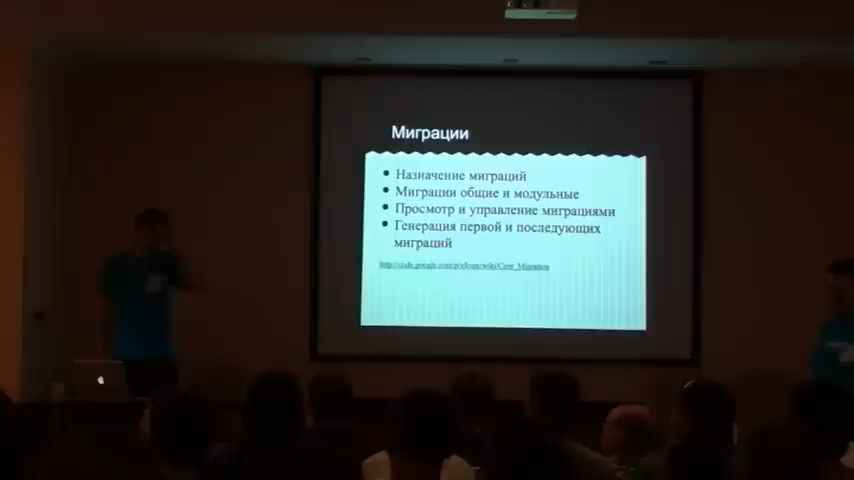 Миграции
Назначение миграций
Миграции общие и модульные
Просмотр и управление миграциями
Генерация первой и последующих
миграций